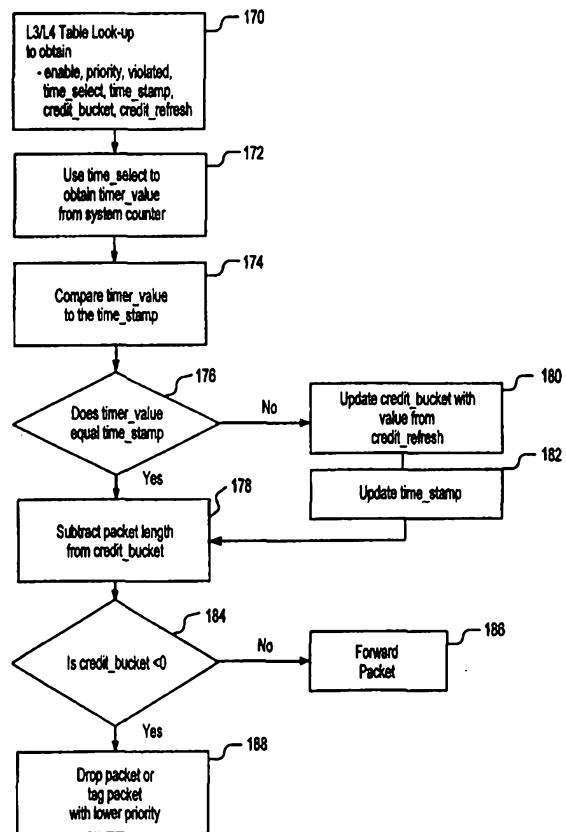 170
L3/L4 Table Look-up
to obtain
- enable, priority, violated,
time_select, time_stamp,
credit_bucket, credit_refresh
172
Use time_select to
obtain timer_value
from system counter
174
Compare timer_value
to the time_stamp
176
Does timer_value
equal time_stamp
No
180
Update credit_bucket with
value from
credit_refresh
182
Update time_stamp
Yes
178
Subtract packet length
from credit_bucket
184
Is credit_bucket <0
No
186
Forward
Packet
Yes
188
Drop packet or
tag packet
with lower priority